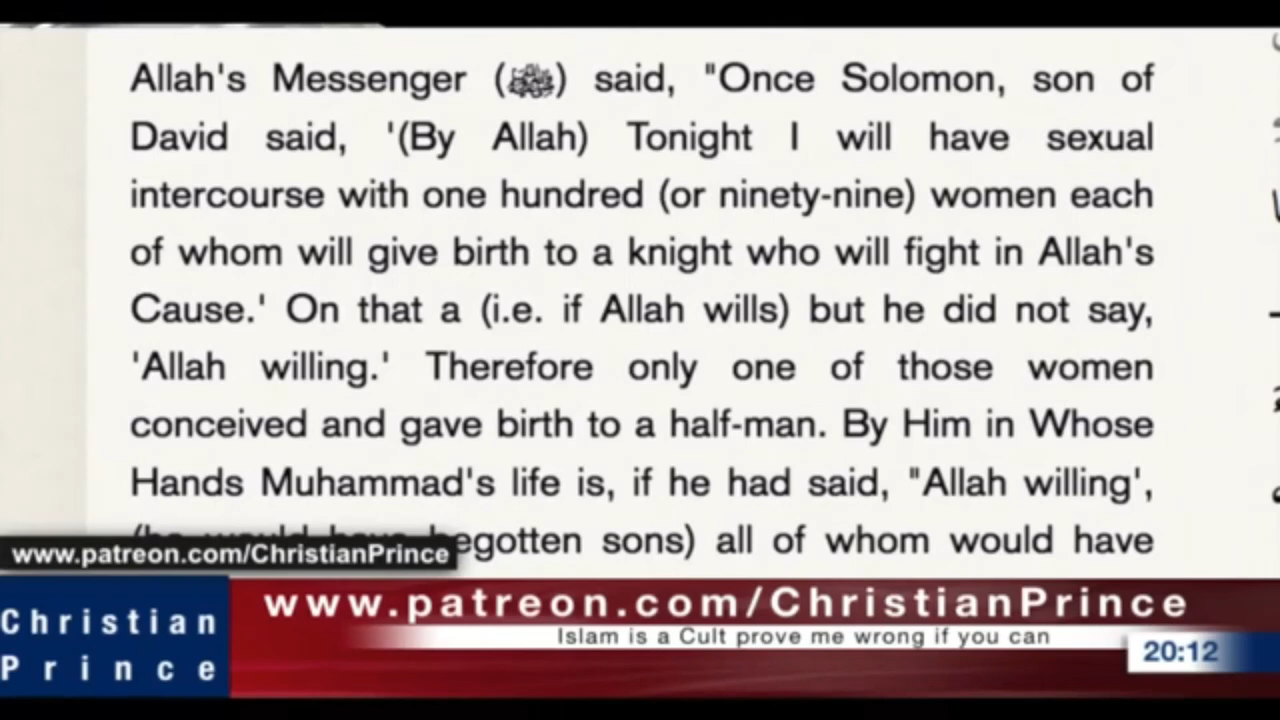 Allah's Messenger (ﷺ) said, "Once Solomon, son of
David said, '(By Allah) Tonight I will have sexual
intercourse with one hundred (or ninety-nine) women each
of whom will give birth to a knight who will fight in Allah's
Cause.' On that a (i.e. if Allah wills) but he did not say,
'Allah willing.' Therefore only one of those women
conceived and gave birth to a half-man. By Him in Whose
Hands Muhammad's life is, if he had said, "Allah willing',
(he would have begotten sons) all of whom would have
www.patreon.com/ChristianPrince
Christian
Prince
www.patreon.com/ChristianPrince
Islam is a Cult prove me wrong if you can
20:12